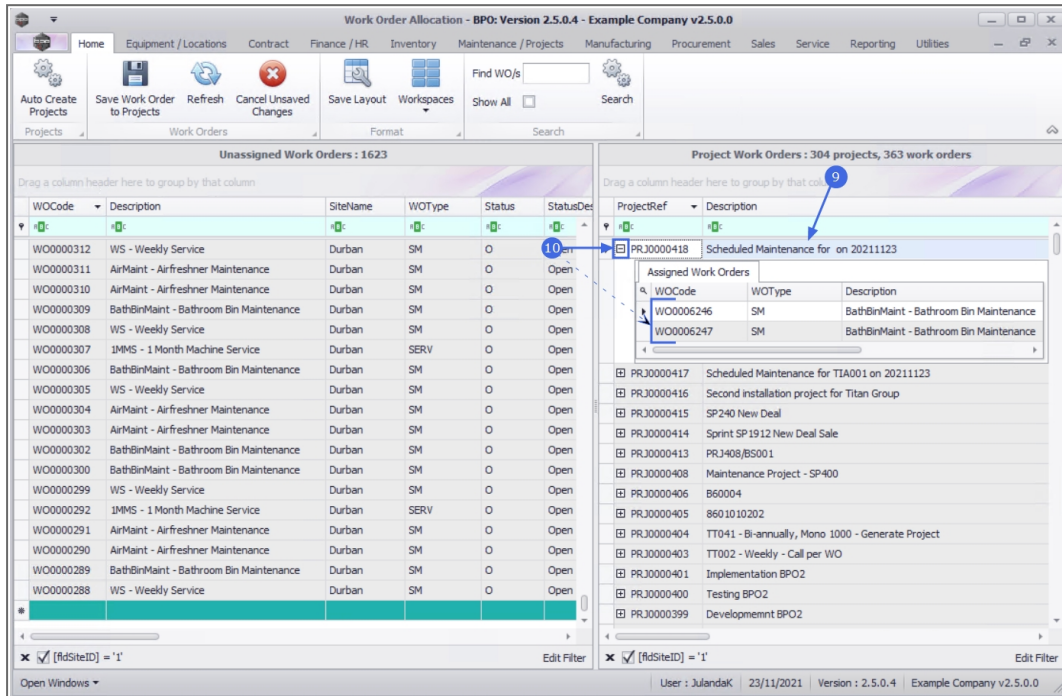 Work Order Allocation - BPO: Version 2.5.0.4 - Example Company v2.5.0.0
Home Equipment / Locations Contract Finance / HR Inventory Maintenance / Projects Manufacturing Procurement Sales Service Reporting Utilities
Auto Create Projects
Save Work Order to Projects
Refresh
Cancel Unsaved Changes
Save Layout
Workspaces
Find WO/s
Show All
Search
Projects Work Orders Format Search
Unassigned Work Orders : 1623
Drag a column header here to group by that column
WOCode Description SiteName WOType Status StatusDes
WO0000312 WS - Weekly Service Durban SM O Open
WO0000311 AirMaint - Airfreshner Maintenance Durban SM O Open
WO0000310 AirMaint - Airfreshner Maintenance Durban SM O Open
WO0000309 BathBinMaint - Bathroom Bin Maintenance Durban SM O Open
WO0000308 WS - Weekly Service Durban SM O Open
WO0000307 1MMS - 1 Month Machine Service Durban SERV O Open
WO0000306 BathBinMaint - Bathroom Bin Maintenance Durban SM O Open
WO0000305 WS - Weekly Service Durban SM O Open
WO0000304 AirMaint - Airfreshner Maintenance Durban SM O Open
WO0000303 AirMaint - Airfreshner Maintenance Durban SM O Open
WO0000302 BathBinMaint - Bathroom Bin Maintenance Durban SM O Open
WO0000300 BathBinMaint - Bathroom Bin Maintenance Durban SM O Open
WO0000299 WS - Weekly Service Durban SM O Open
WO0000292 1MMS - 1 Month Machine Service Durban SERV O Open
WO0000291 AirMaint - Airfreshner Maintenance Durban SM O Open
WO0000290 AirMaint - Airfreshner Maintenance Durban SM O Open
WO0000289 BathBinMaint - Bathroom Bin Maintenance Durban SM O Open
WO0000288 WS - Weekly Service Durban SM O Open
[fldSiteID] = '1' Edit Filter
Project Work Orders : 304 projects, 363 work orders
Drag a column header here to group by that
9
ProjectRef Description
10
PRJ0000418 Scheduled Maintenance for on 20211123
Assigned Work Orders
WOCode WOType Description
WO0006246 SM BathBinMaint - Bathroom Bin Maintenance
WO0006247 SM BathBinMaint - Bathroom Bin Maintenance
PRJ0000417 Scheduled Maintenance for TIA001 on 20211123
PRJ0000416 Second installation project for Titan Group
PRJ0000415 SP240 New Deal
PRJ0000414 Sprint SP1912 New Deal Sale
PRJ0000413 PRJ408/BS001
PRJ0000408 Maintenance Project - SP400
PRJ0000406 B60004
PRJ0000405 8601010202
PRJ0000404 TT041 - Bi-annually, Mono 1000 - Generate Project
PRJ0000403 TT002 - Weekly - Call per WO
PRJ0000401 Implementation BPO2
PRJ0000400 Testing BPO2
PRJ0000399 Developmemnt BPO2
[fldSiteID] = '1' Edit Filter
Open Windows User : JulandaK 23/11/2021 Version : 2.5.0.4 Example Company v2.5.0.0